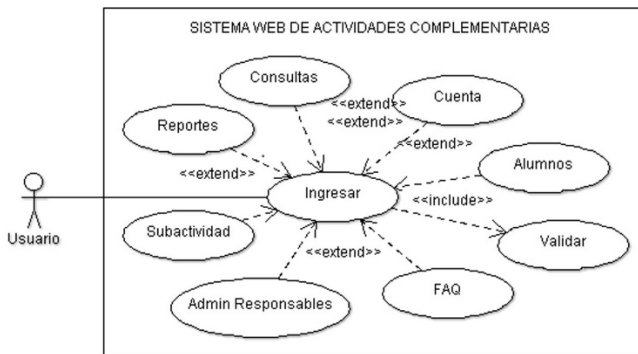 SISTEMA WEB DE ACTIVIDADES COMPLEMENTARIAS
Consultas
Cuenta
<<extend>>
<<extend>>
Reportes
<<extend>>
Alumnos
<<extend>>
Ingresar
<<include>>
Usuario
Subactividad
Validar
<<extend>>
Admin Responsables
FAQ